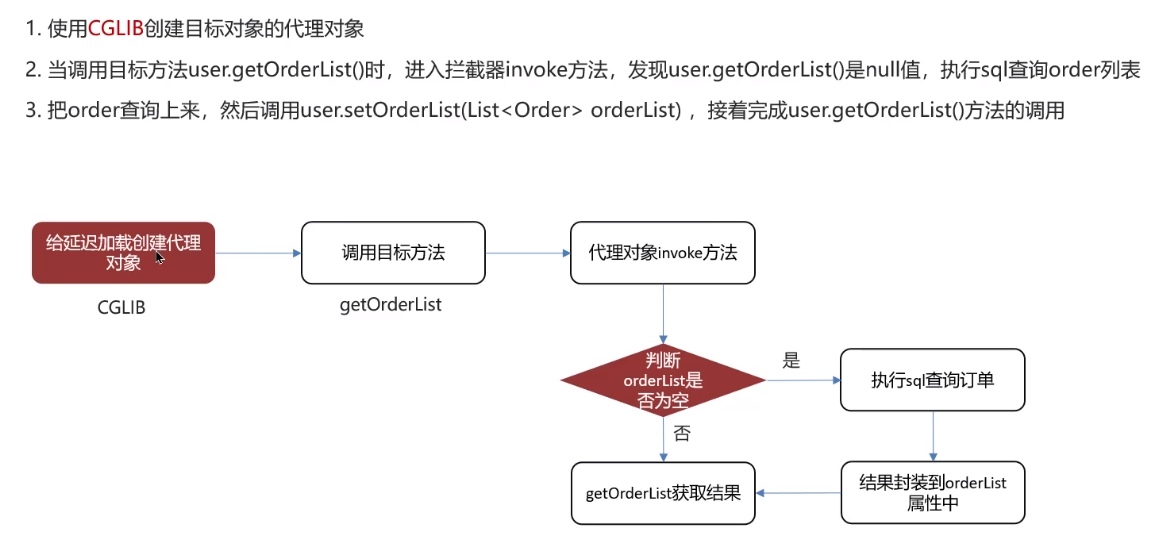 1. 使用CGLIB创建目标对象的代理对象
2. 当调用目标方法user.getOrderList()时，进入拦截器invoke方法，发现user.getOrderList()是null值，执行sql查询order列表
3. 把order查询上来，然后调用user.setOrderList(List<Order> orderList) ，接着完成user.getOrderList()方法的调用
给延迟加载创建代理
对象
CGLIB
调用目标方法
getOrderList
代理对象invoke方法
判断
orderList是
否为空
是
执行sql查询订单
否
结果封装到orderList
属性中
getOrderList获取结果